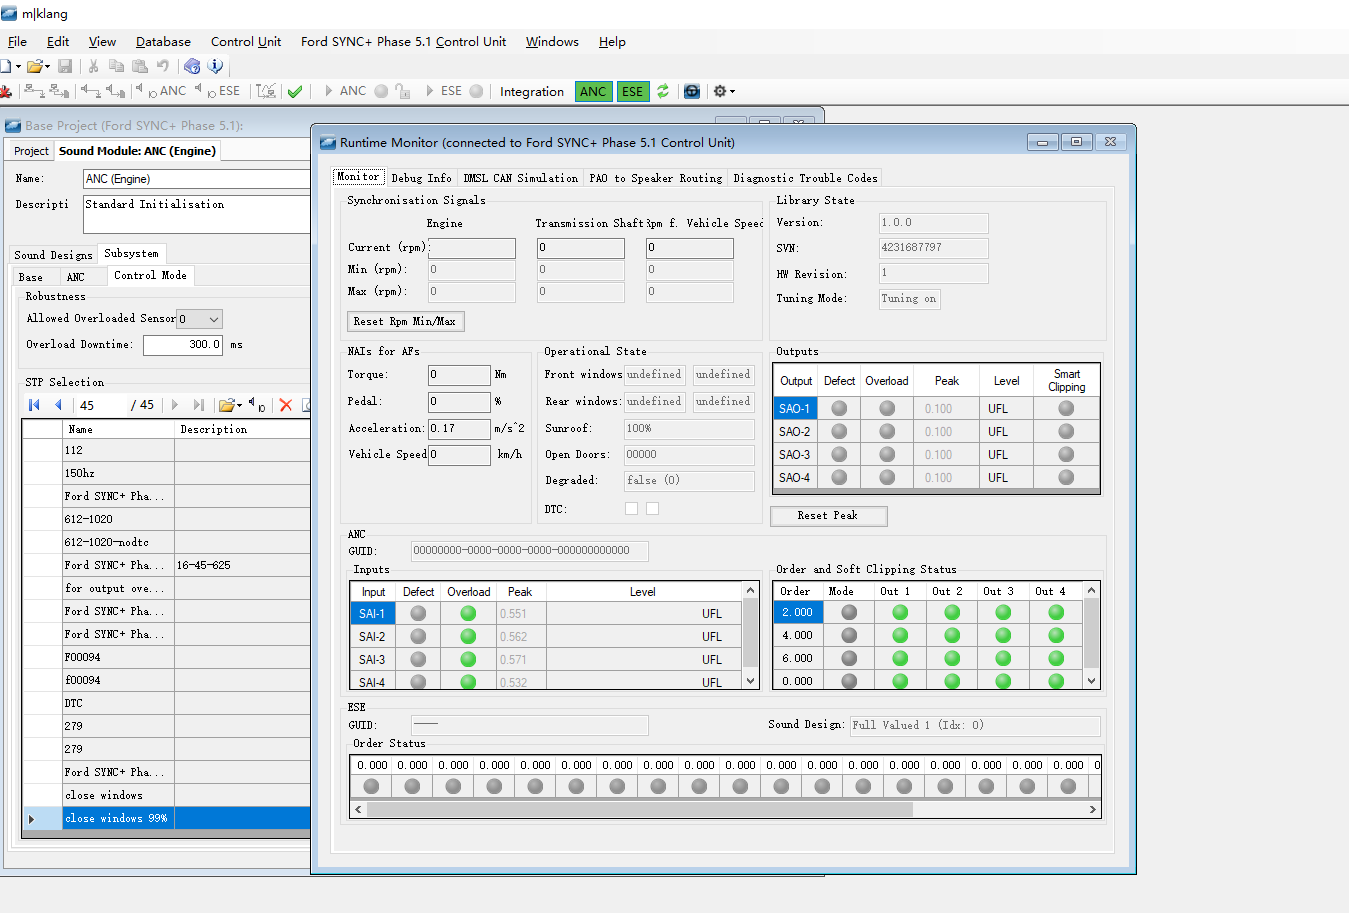 m|klang
File Edit View Database Control Unit Ford SYNC+ Phase 5.1 Control Unit Windows Help
ANC ESE ANC ESE Integration ANC ESE
Base Project (Ford SYNC+ Phase 5.1):
Project Sound Module: ANC (Engine)
Name: ANC (Engine)
Descripti Standard Initialisation
Sound Designs Subsystem
Base ANC Control Mode
Robustness
Allowed Overloaded Sensor 0
Overload Downtime: 300.0 ms
STP Selection
45 / 45
Name Description
112
150hz
Ford SYNC+ Pha...
612-1020
612-1020-nodtc
Ford SYNC+ Pha... 16-45-625
for output ove...
Ford SYNC+ Pha...
Ford SYNC+ Pha...
F00094
f00094
DTC
279
279
Ford SYNC+ Pha...
close windows
close windows 99%
Runtime Monitor (connected to Ford SYNC+ Phase 5.1 Control Unit)
Monitor Debug Info DMSL CAN Simulation PAO to Speaker Routing Diagnostic Trouble Codes
Synchronisation Signals
Engine Transmission Shaft Rpm f. Vehicle Speed
Current (rpm): 0 0
Min (rpm): 0 0 0
Max (rpm): 0 0 0
Reset Rpm Min/Max
Library State
Version: 1.0.0
SVN: 4231687797
HW Revision: 1
Tuning Mode: Tuning on
NAIs for AFs
Torque: 0 Nm
Pedal: 0 %
Acceleration: 0.17 m/s^2
Vehicle Speed 0 km/h
Operational State
Front windows undefined undefined
Rear windows: undefined undefined
Sunroof: 100%
Open Doors: 00000
Degraded: false (0)
DTC:
Outputs
Output Defect Overload Peak Level Smart Clipping
SAO-1 0.100 UFL
SAO-2 0.100 UFL
SAO-3 0.100 UFL
SAO-4 0.100 UFL
Reset Peak
ANC
GUID: 00000000-0000-0000-0000-000000000000
Inputs
Input Defect Overload Peak Level
SAI-1 0.551 UFL
SAI-2 0.562 UFL
SAI-3 0.571 UFL
SAI-4 0.532 UFL
Order and Soft Clipping Status
Order Mode Out 1 Out 2 Out 3 Out 4
2.000
4.000
6.000
0.000
ESE
GUID: ——— Sound Design: Full Valued 1 (Idx: 0)
Order Status
0.000 0.000 0.000 0.000 0.000 0.000 0.000 0.000 0.000 0.000 0.000 0.000 0.000 0.000 0.000 0.000 0.000 0.000 0